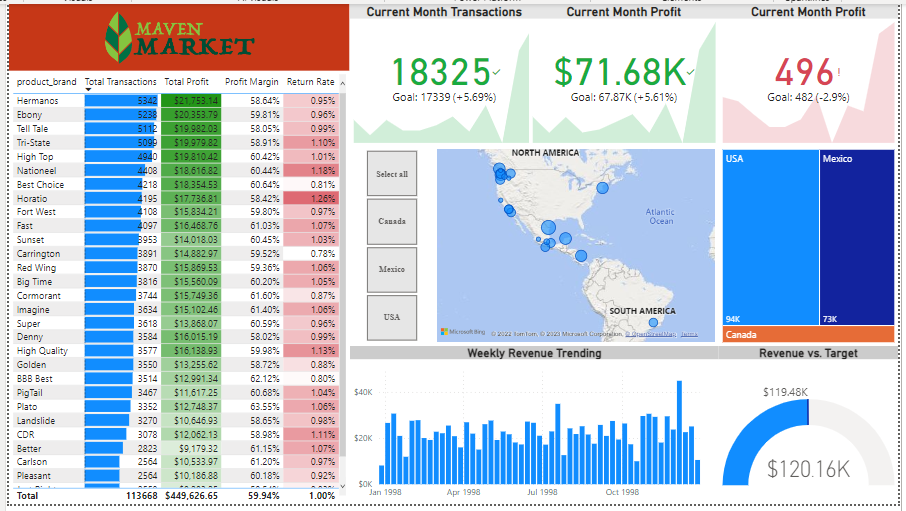 MAVEN
MARKET
Current Month Transactions
Current Month Profit
Current Month Profit
18325
Goal: 17339 (+5.69%)
$71.68K
Goal: 67.87K (+5.61%)
496!
Goal: 482 (-2.9%)
product_brand Total Transactions Total Profit Profit Margin Return Rate
Hermanos 5342 $21,753.14 58.64% 0.95%
Ebony 5238 $20,353.79 59.81% 0.96%
Tell Tale 5112 $19,982.03 58.05% 0.99%
Tri-State 5099 $19,979.82 58.91% 1.10%
High Top 4940 $19,810.42 60.42% 1.01%
Nationeel 4408 $18,616.82 60.44% 1.18%
Best Choice 4218 $18,354.53 60.64% 0.81%
Horatio 4195 $17,736.81 58.42% 1.26%
Fort West 4108 $15,834.21 59.80% 0.97%
Fast 4097 $16,468.76 61.03% 1.07%
Sunset 3953 $14,018.03 60.45% 1.03%
Carrington 3891 $14,882.97 59.52% 0.78%
Red Wing 3870 $15,869.53 59.36% 1.06%
Big Time 3816 $15,560.09 60.20% 1.05%
Cormorant 3744 $15,749.36 61.60% 0.87%
Imagine 3634 $15,102.46 61.40% 1.06%
Super 3618 $13,868.07 60.59% 0.96%
Denny 3584 $16,015.19 58.02% 0.99%
High Quality 3577 $16,138.93 59.98% 1.13%
Golden 3550 $13,255.62 58.72% 0.88%
BBB Best 3514 $12,991.34 62.12% 0.80%
PigTail 3467 $11,617.25 60.68% 1.04%
Plato 3352 $12,748.37 63.55% 1.06%
Landslide 3270 $10,646.93 58.65% 0.98%
CDR 3078 $12,062.13 58.98% 1.11%
Better 2823 $9,179.32 61.15% 1.07%
Carlson 2564 $10,533.97 61.20% 0.97%
Pleasant 2564 $10,186.88 60.18% 0.92%
Total 113668 $449,626.65 59.94% 1.00%
Select all
Canada
Mexico
USA
NORTH AMERICA
Atlantic
Ocean
SOUTH AMERICA
Microsoft Bing
© 2022 TomTom, © 2023 Microsoft Corporation, © OpenStreetMap Terms
USA
94K
Mexico
73K
Canada
Weekly Revenue Trending
$40K
$20K
$0K
Jan 1998 Apr 1998 Jul 1998 Oct 1998
Revenue vs. Target
$119.48K
$120.16K